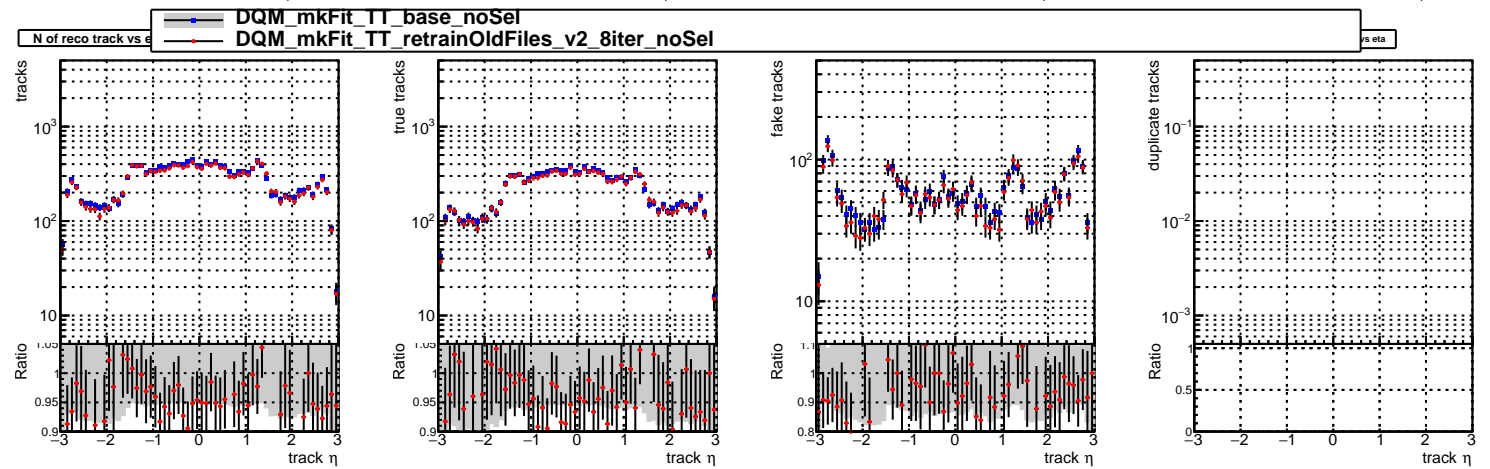 DQM_mkFit_TT_base_noSel
DQM_mkFit_TT_retrainOldFiles_v2_8iter_noSel
N of reco track vs e
vs eta
tracks
10³
10²
10
Ratio
1.05
1
0.95
0.9
−3 −2 −1 0 1 2 3
track η
true tracks
10³
10²
10
Ratio
1.05
1
0.95
0.9
−3 −2 −1 0 1 2 3
track η
fake tracks
10²
10
Ratio
1.1
1
0.9
0.8
−3 −2 −1 0 1 2 3
track η
duplicate tracks
10⁻¹
10⁻²
10⁻³
Ratio
1
0.5
0
−3 −2 −1 0 1 2 3
track η